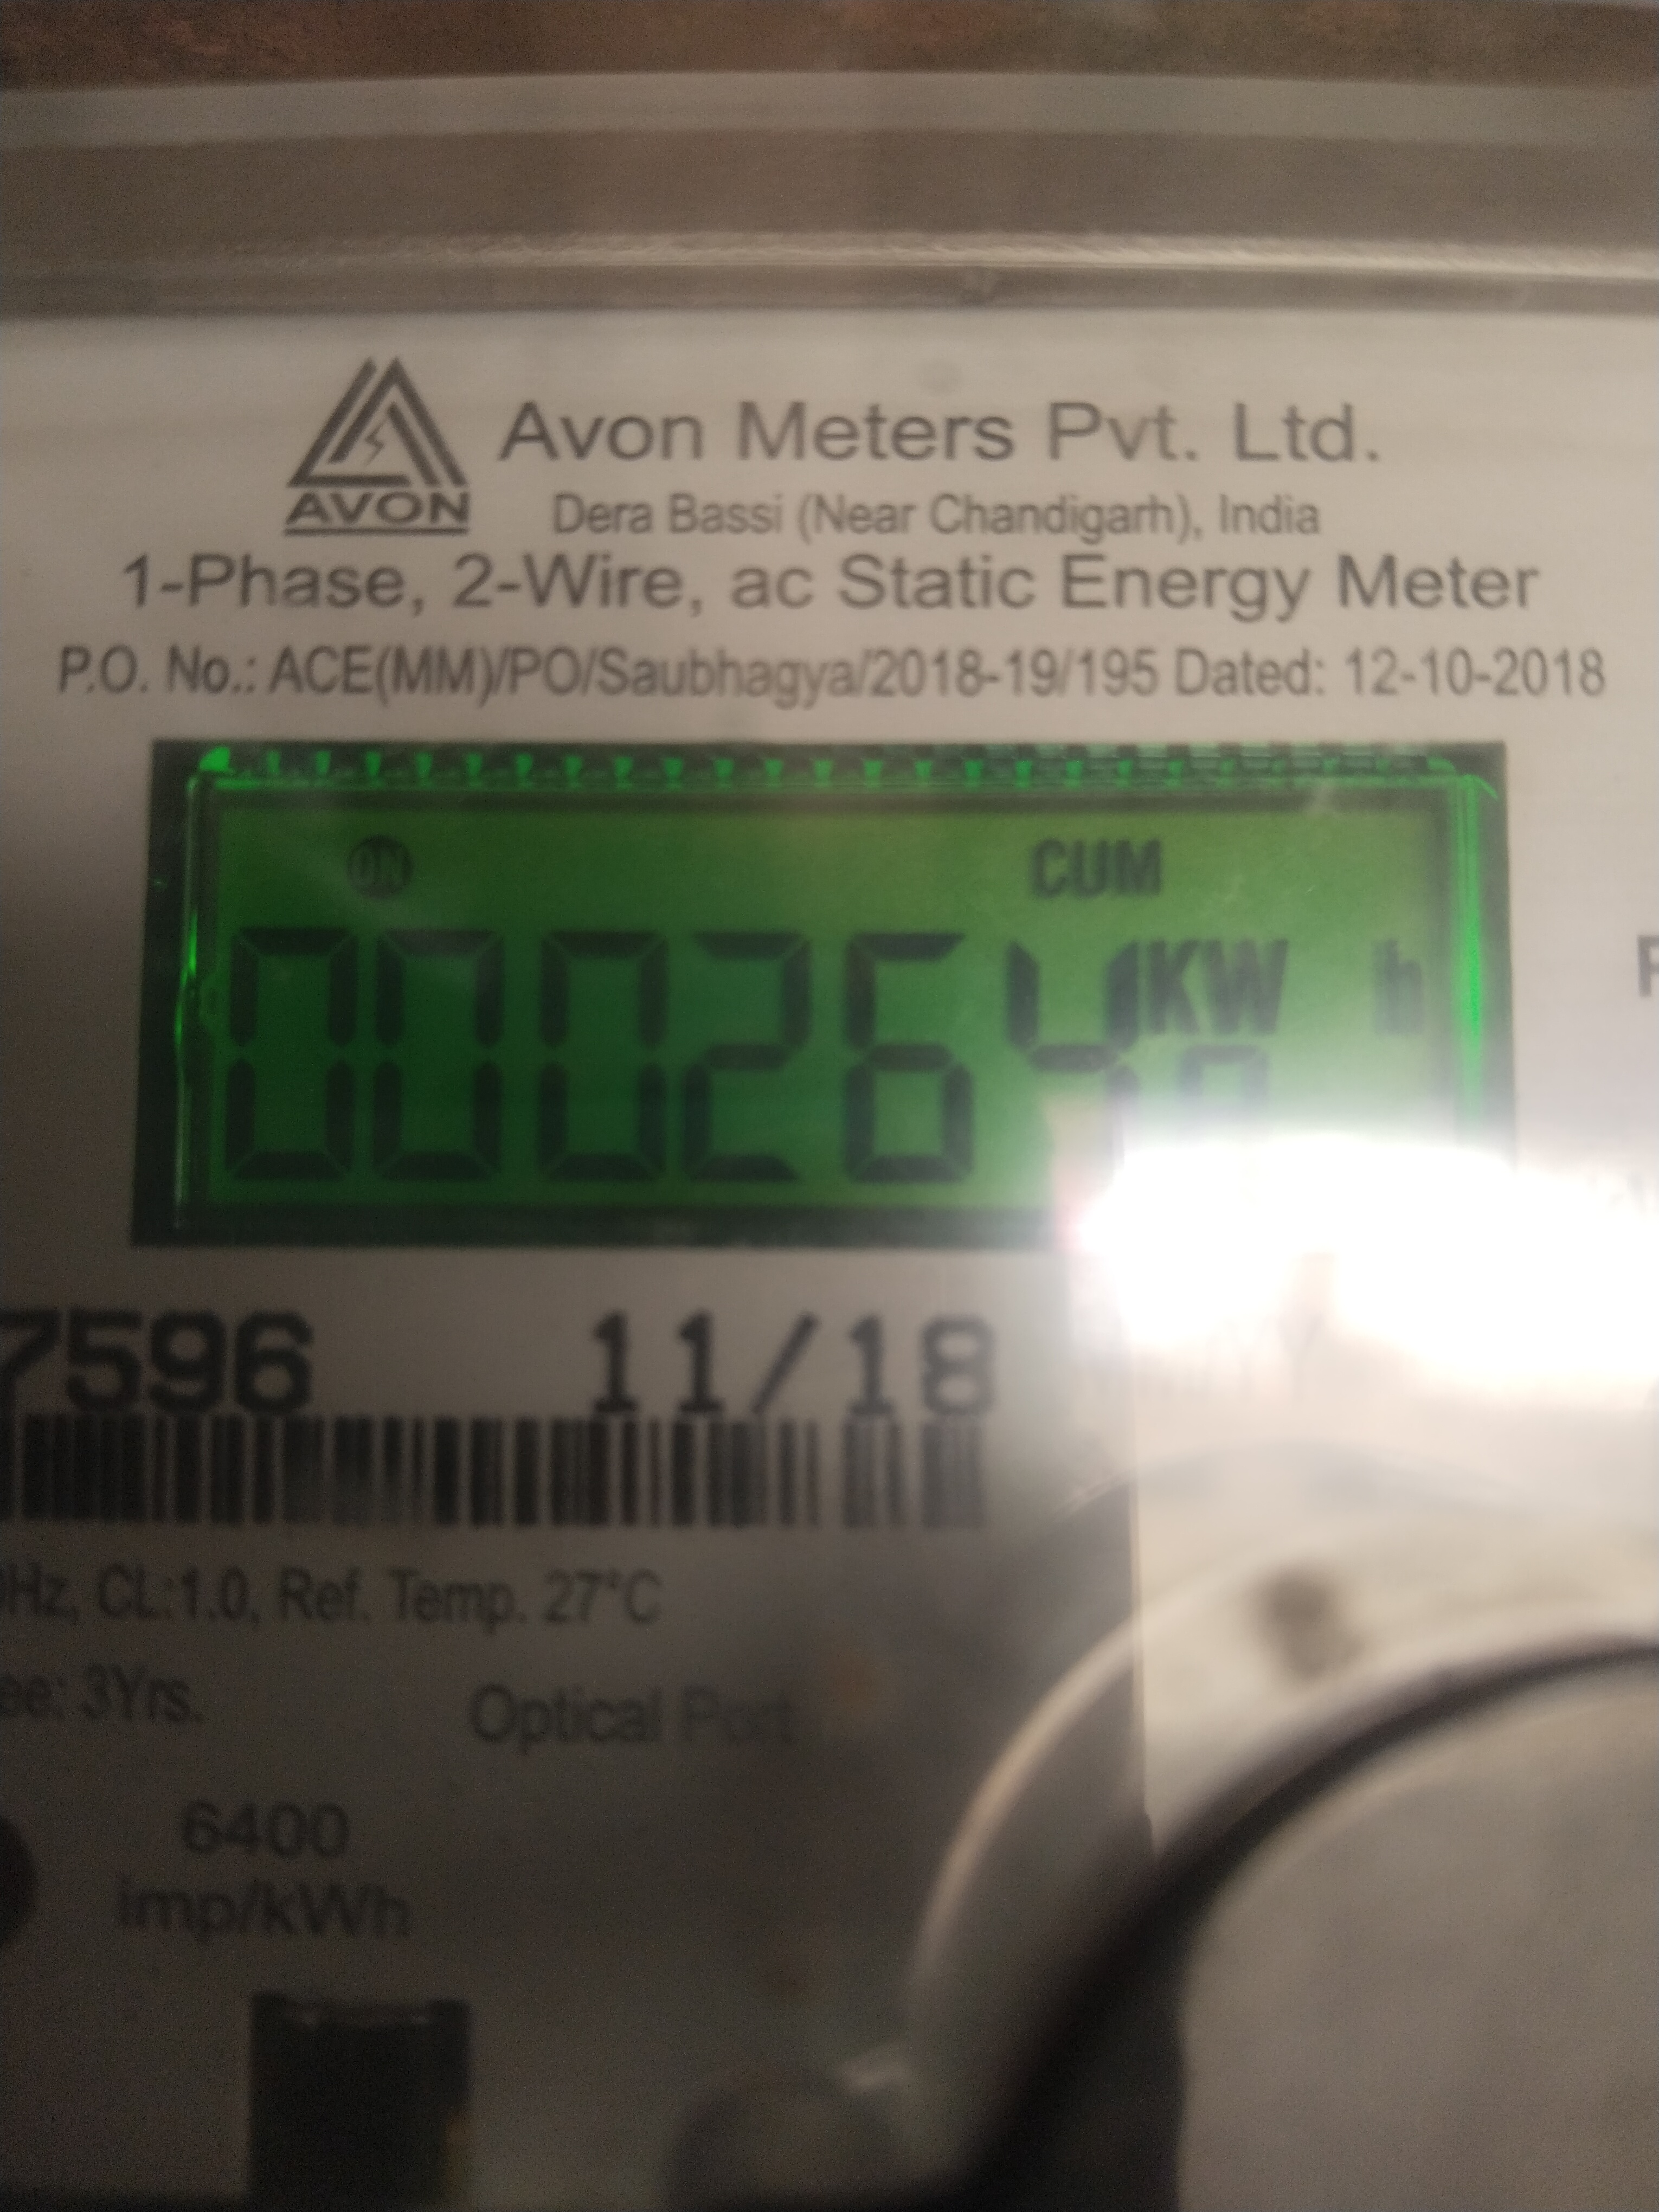 AVON
Avon Meters Pvt. Ltd.
Dera Bassi (Near Chandigarh), India
1-Phase, 2-Wire, ac Static Energy Meter
P.O. No.: ACE(MM)/PO/Saubhagya/2018-19/195 Dated: 12-10-2018
ON CUM
000264 KW h
7596 11/18
Hz, CL:1.0, Ref. Temp. 27°C
ee: 3Yrs. Optical Port
6400
imp/kWh